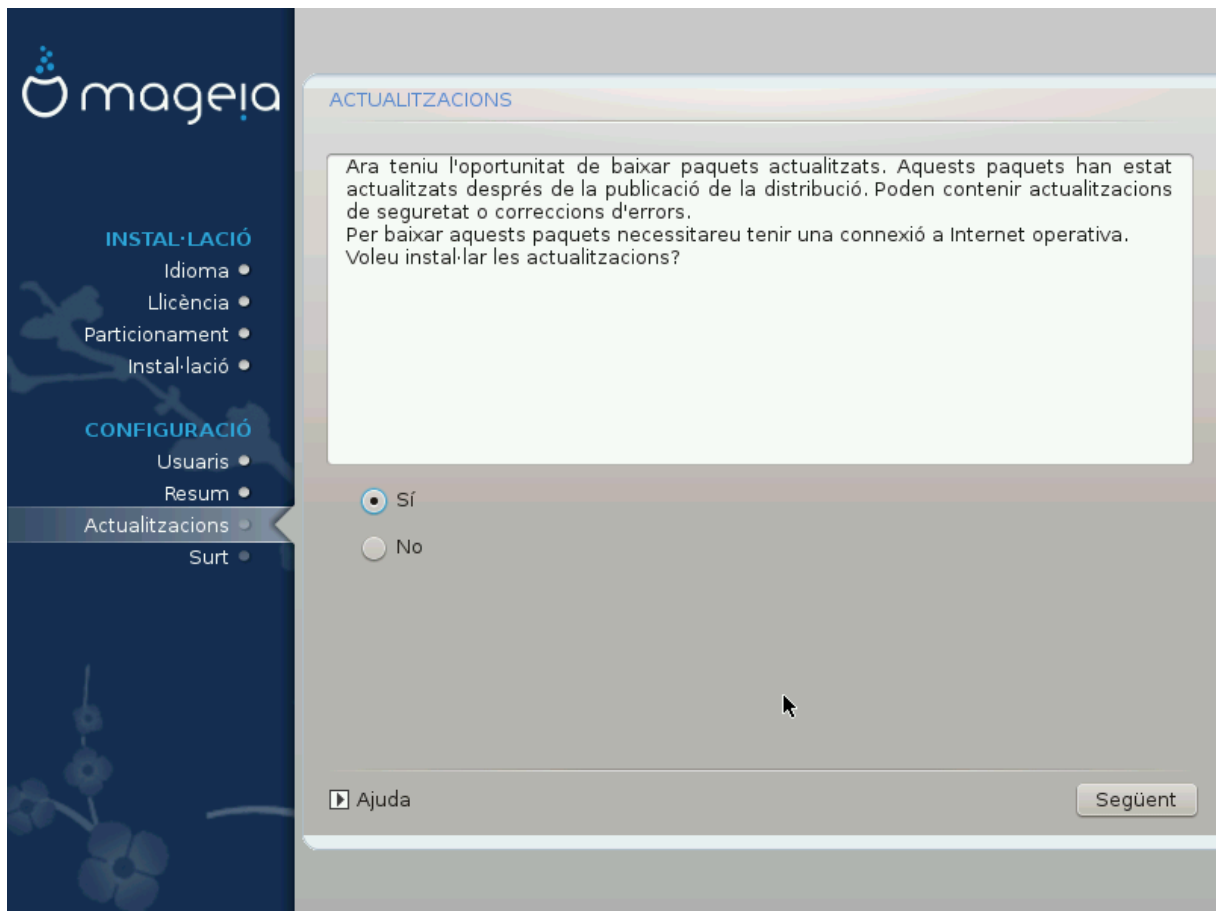 mageia
INSTAL·LACIÓ
Idioma
Llicència
Particionament
Instal·lació
CONFIGURACIÓ
Usuaris
Resum
Actualitzacions
Surt
ACTUALITZACIONS
Ara teniu l'oportunitat de baixar paquets actualitzats. Aquests paquets han estat
actualitzats després de la publicació de la distribució. Poden contenir actualitzacions
de seguretat o correccions d'errors.
Per baixar aquests paquets necessitareu tenir una connexió a Internet operativa.
Voleu instal·lar les actualitzacions?
Sí
No
Ajuda
Següent